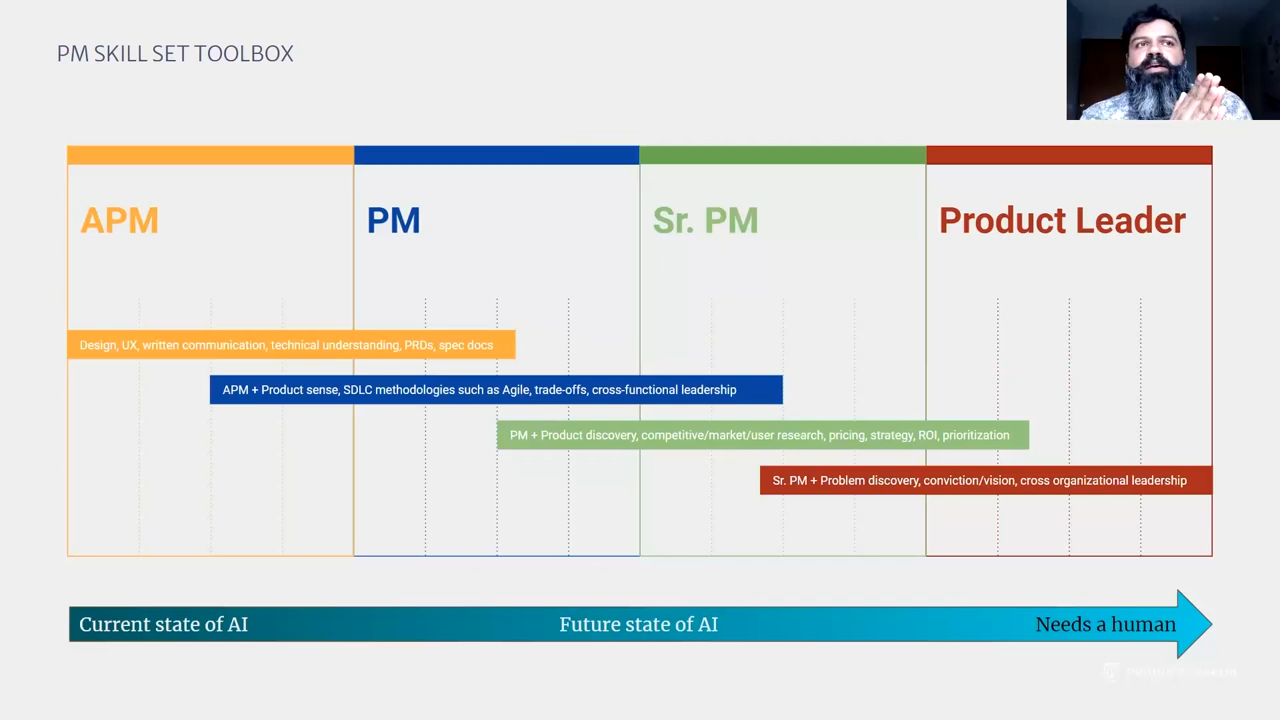 PM SKILL SET TOOLBOX
APM
PM
Sr. PM
Product Leader
Design, UX, written communication, technical understanding, PRDs, spec docs
APM + Product sense, SDLC methodologies such as Agile, trade-offs, cross-functional leadership
PM + Product discovery, competitive/market/user research, pricing, strategy, ROI, prioritization
Sr. PM + Problem discovery, conviction/vision, cross organizational leadership
Current state of AI
Future state of AI
Needs a human